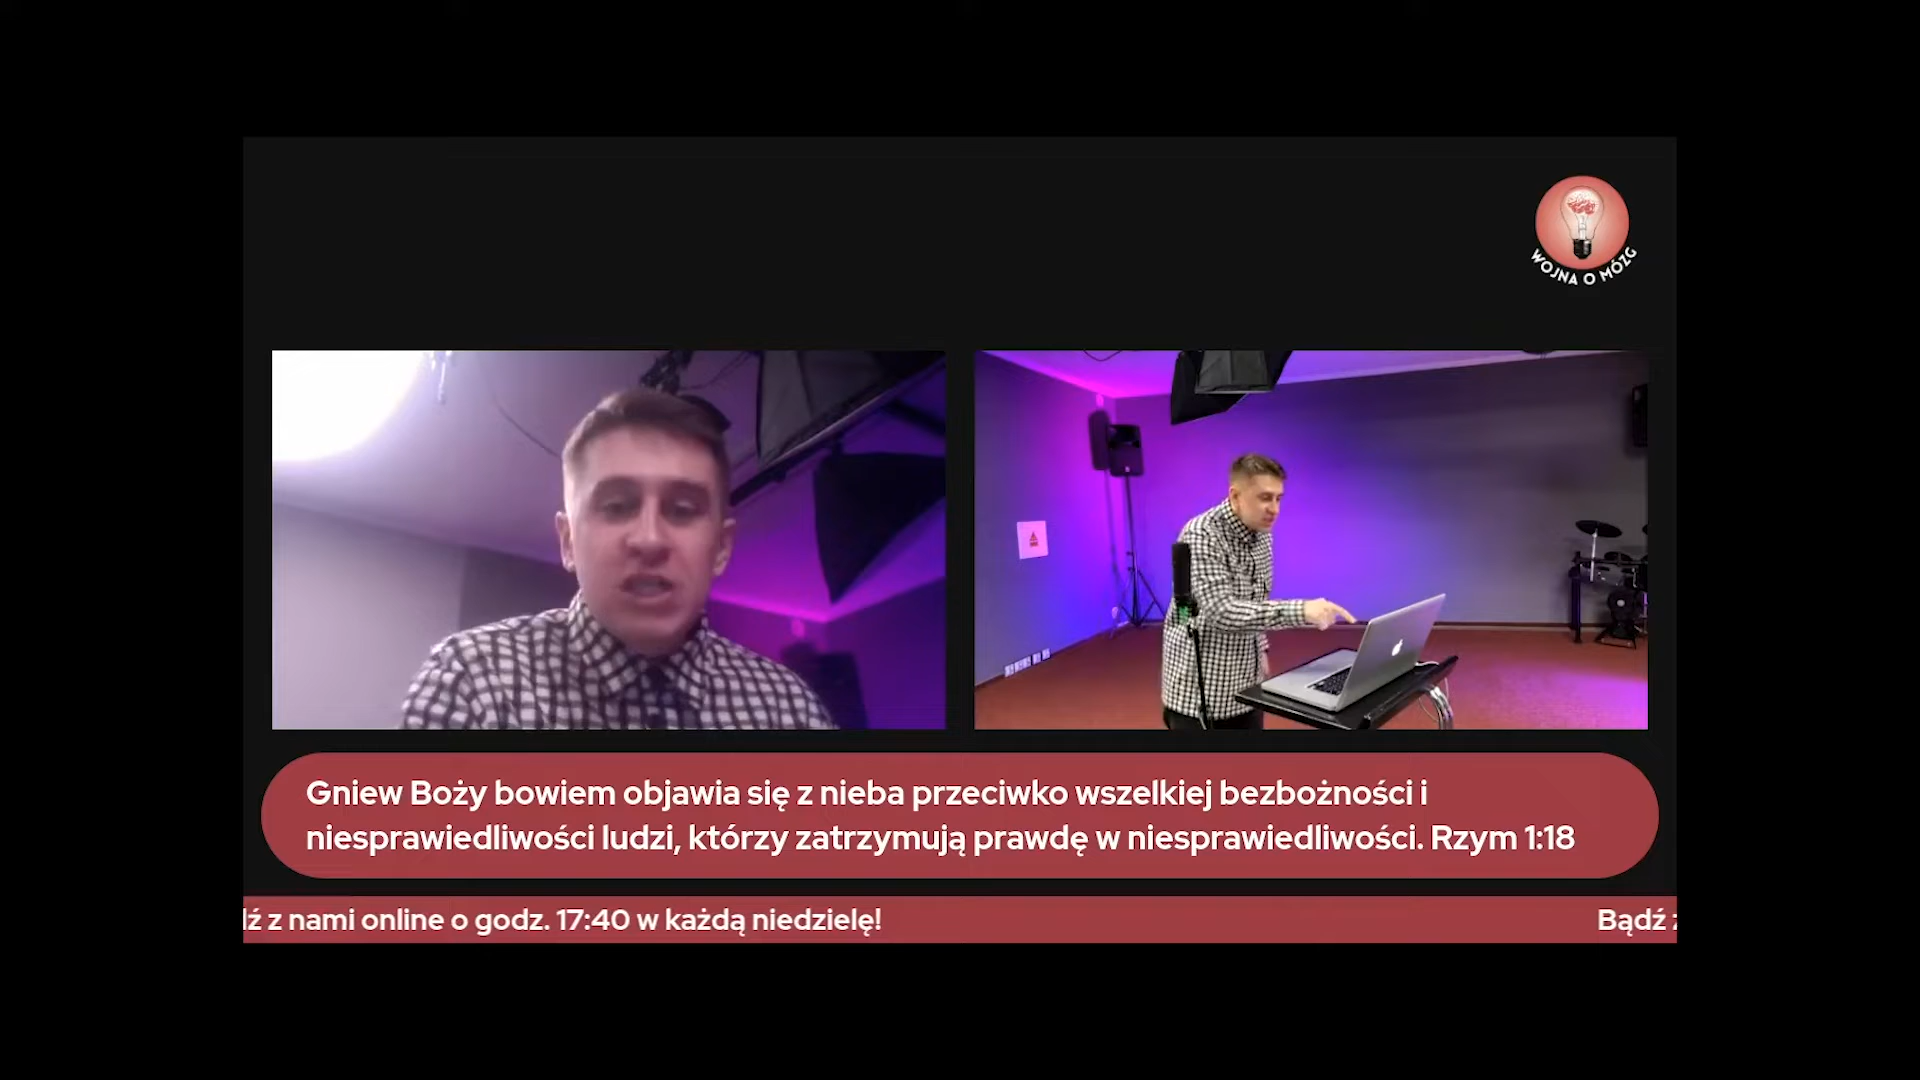 WOJNA O MÓZG
Gniew Boży bowiem objawia się z nieba przeciwko wszelkiej bezbożności i
niesprawiedliwości ludzi, którzy zatrzymują prawdę w niesprawiedliwości. Rzym 1:18
z nami online o godz. 17:40 w każdą niedzielę!
Bądź